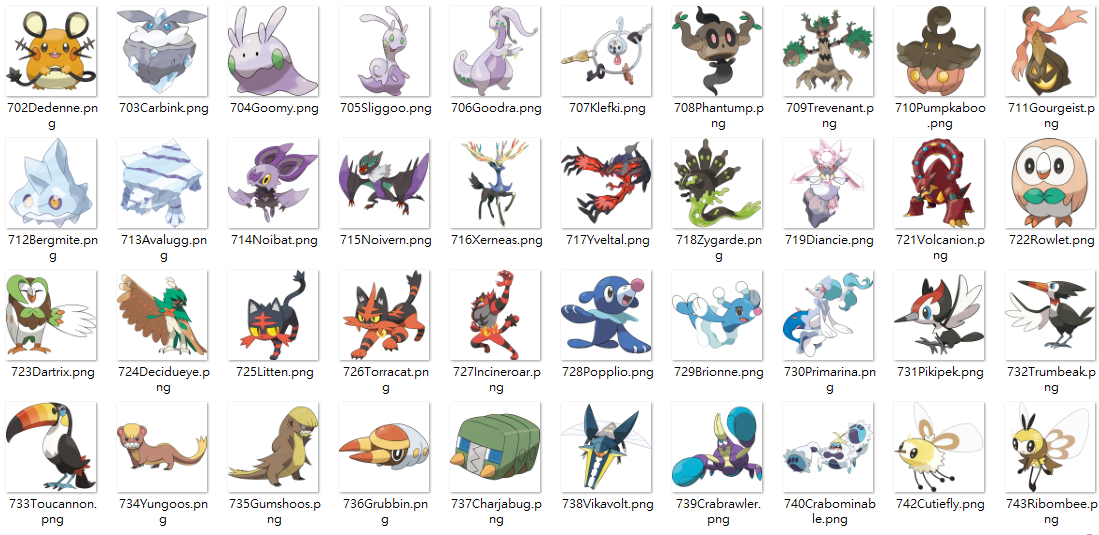 702Dedenne.pn
g
703Carbink.png
704Goomy.png
705Sliggoo.png
706Goodra.png
707Klefki.png
708Phantump.p
ng
709Trevenant.p
ng
710Pumpkaboo
.png
711Gourgeist.p
ng
712Bergmite.pn
g
713Avalugg.pn
g
714Noibat.png
715Noivern.png
716Xerneas.png
717Yveltal.png
718Zygarde.pn
g
719Diancie.png
721Volcanion.p
ng
722Rowlet.png
723Dartrix.png
724Decidueye.p
ng
725Litten.png
726Torracat.png
727Incineroar.p
ng
728Popplio.png
729Brionne.png
730Primarina.pn
g
731Pikipek.png
732Trumbeak.p
ng
733Toucannon.
png
734Yungoos.pn
g
735Gumshoos.
png
736Grubbin.pn
g
737Charjabug.p
ng
738Vikavolt.png
739Crabrawler.
png
740Crabominab
le.png
742Cutiefly.png
743Ribombee.p
ng